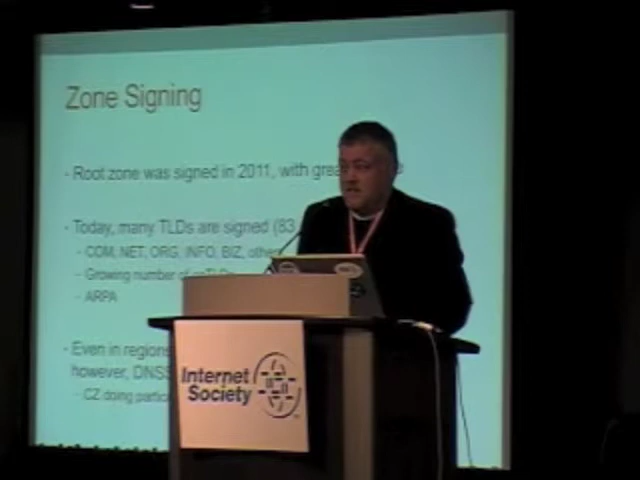 Zone Signing
- Root zone was signed in 2011, with grea
- Today, many TLDs are signed (83
- COM, NET, ORG, INFO, BIZ, othe
- Growing number of
- ARPA
- Even in region
however, DNS
- CZ doing partic
Internet
Society